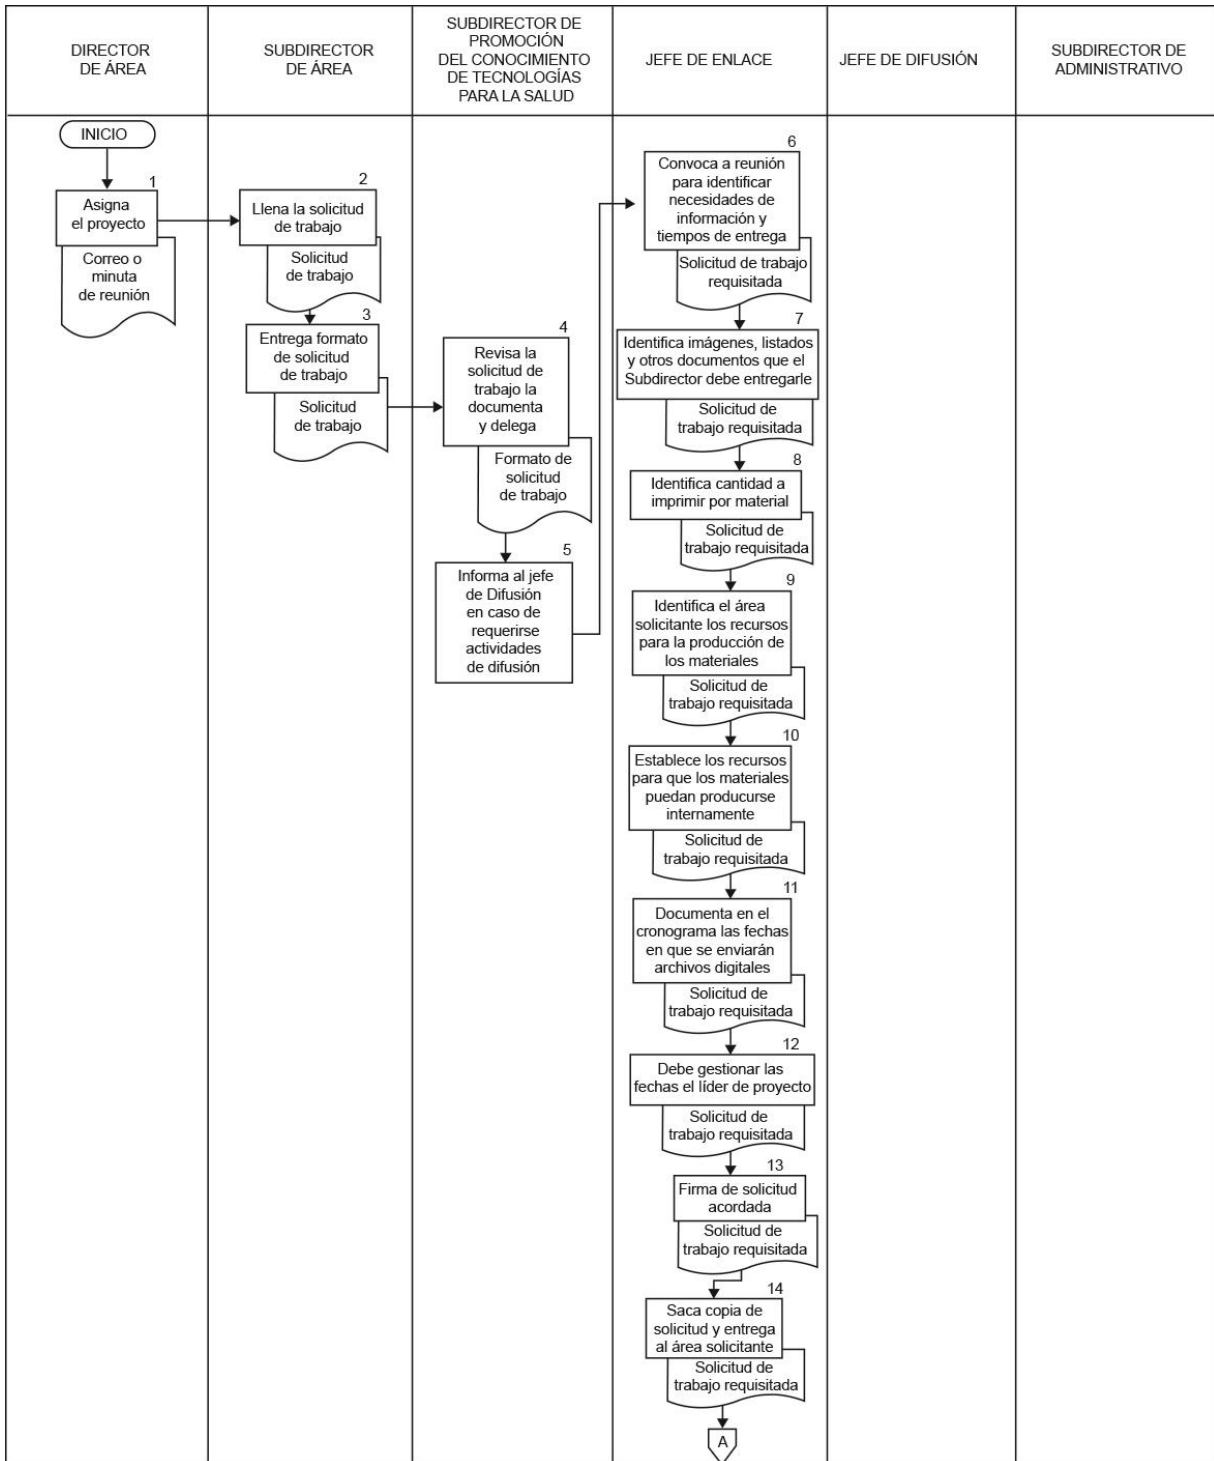 DIRECTOR
DE ÁREA
SUBDIRECTOR
DE ÁREA
SUBDIRECTOR DE
PROMOCIÓN
DEL CONOCIMIENTO
DE TECNOLOGÍAS
PARA LA SALUD
JEFE DE ENLACE
JEFE DE DIFUSIÓN
SUBDIRECTOR DE
ADMINISTRATIVO
INICIO
1
Asigna
el proyecto
Correo o
minuta
de reunión
2
Llena la solicitud
de trabajo
Solicitud
de trabajo
3
Entrega formato
de solicitud
de trabajo
Solicitud
de trabajo
4
Revisa la
solicitud de
trabajo la
documenta
y delega
Formato de
solicitud
de trabajo
5
Informa al jefe
de Difusión
en caso de
requerirse
actividades
de difusión
6
Convoca a reunión
para identificar
necesidades de
información y
tiempos de entrega
Solicitud de trabajo
requisitada
7
Identifica imágenes, listados
y otros documentos que el
Subdirector debe entregarle
Solicitud de
trabajo requisitada
8
Identifica cantidad a
imprimir por material
Solicitud de
trabajo requisitada
9
Identifica el área
solicitante los recursos
para la producción de
los materiales
Solicitud de
trabajo requisitada
10
Establece los recursos
para que los materiales
puedan producurse
internamente
Solicitud de
trabajo requisitada
11
Documenta en el
cronograma las fechas
en que se enviarán
archivos digitales
Solicitud de
trabajo requisitada
12
Debe gestionar las
fechas el líder de proyecto
Solicitud de
trabajo requisitada
13
Firma de solicitud
acordada
Solicitud de
trabajo requisitada
14
Saca copia de
solicitud y entrega
al área solicitante
Solicitud de
trabajo requisitada
A